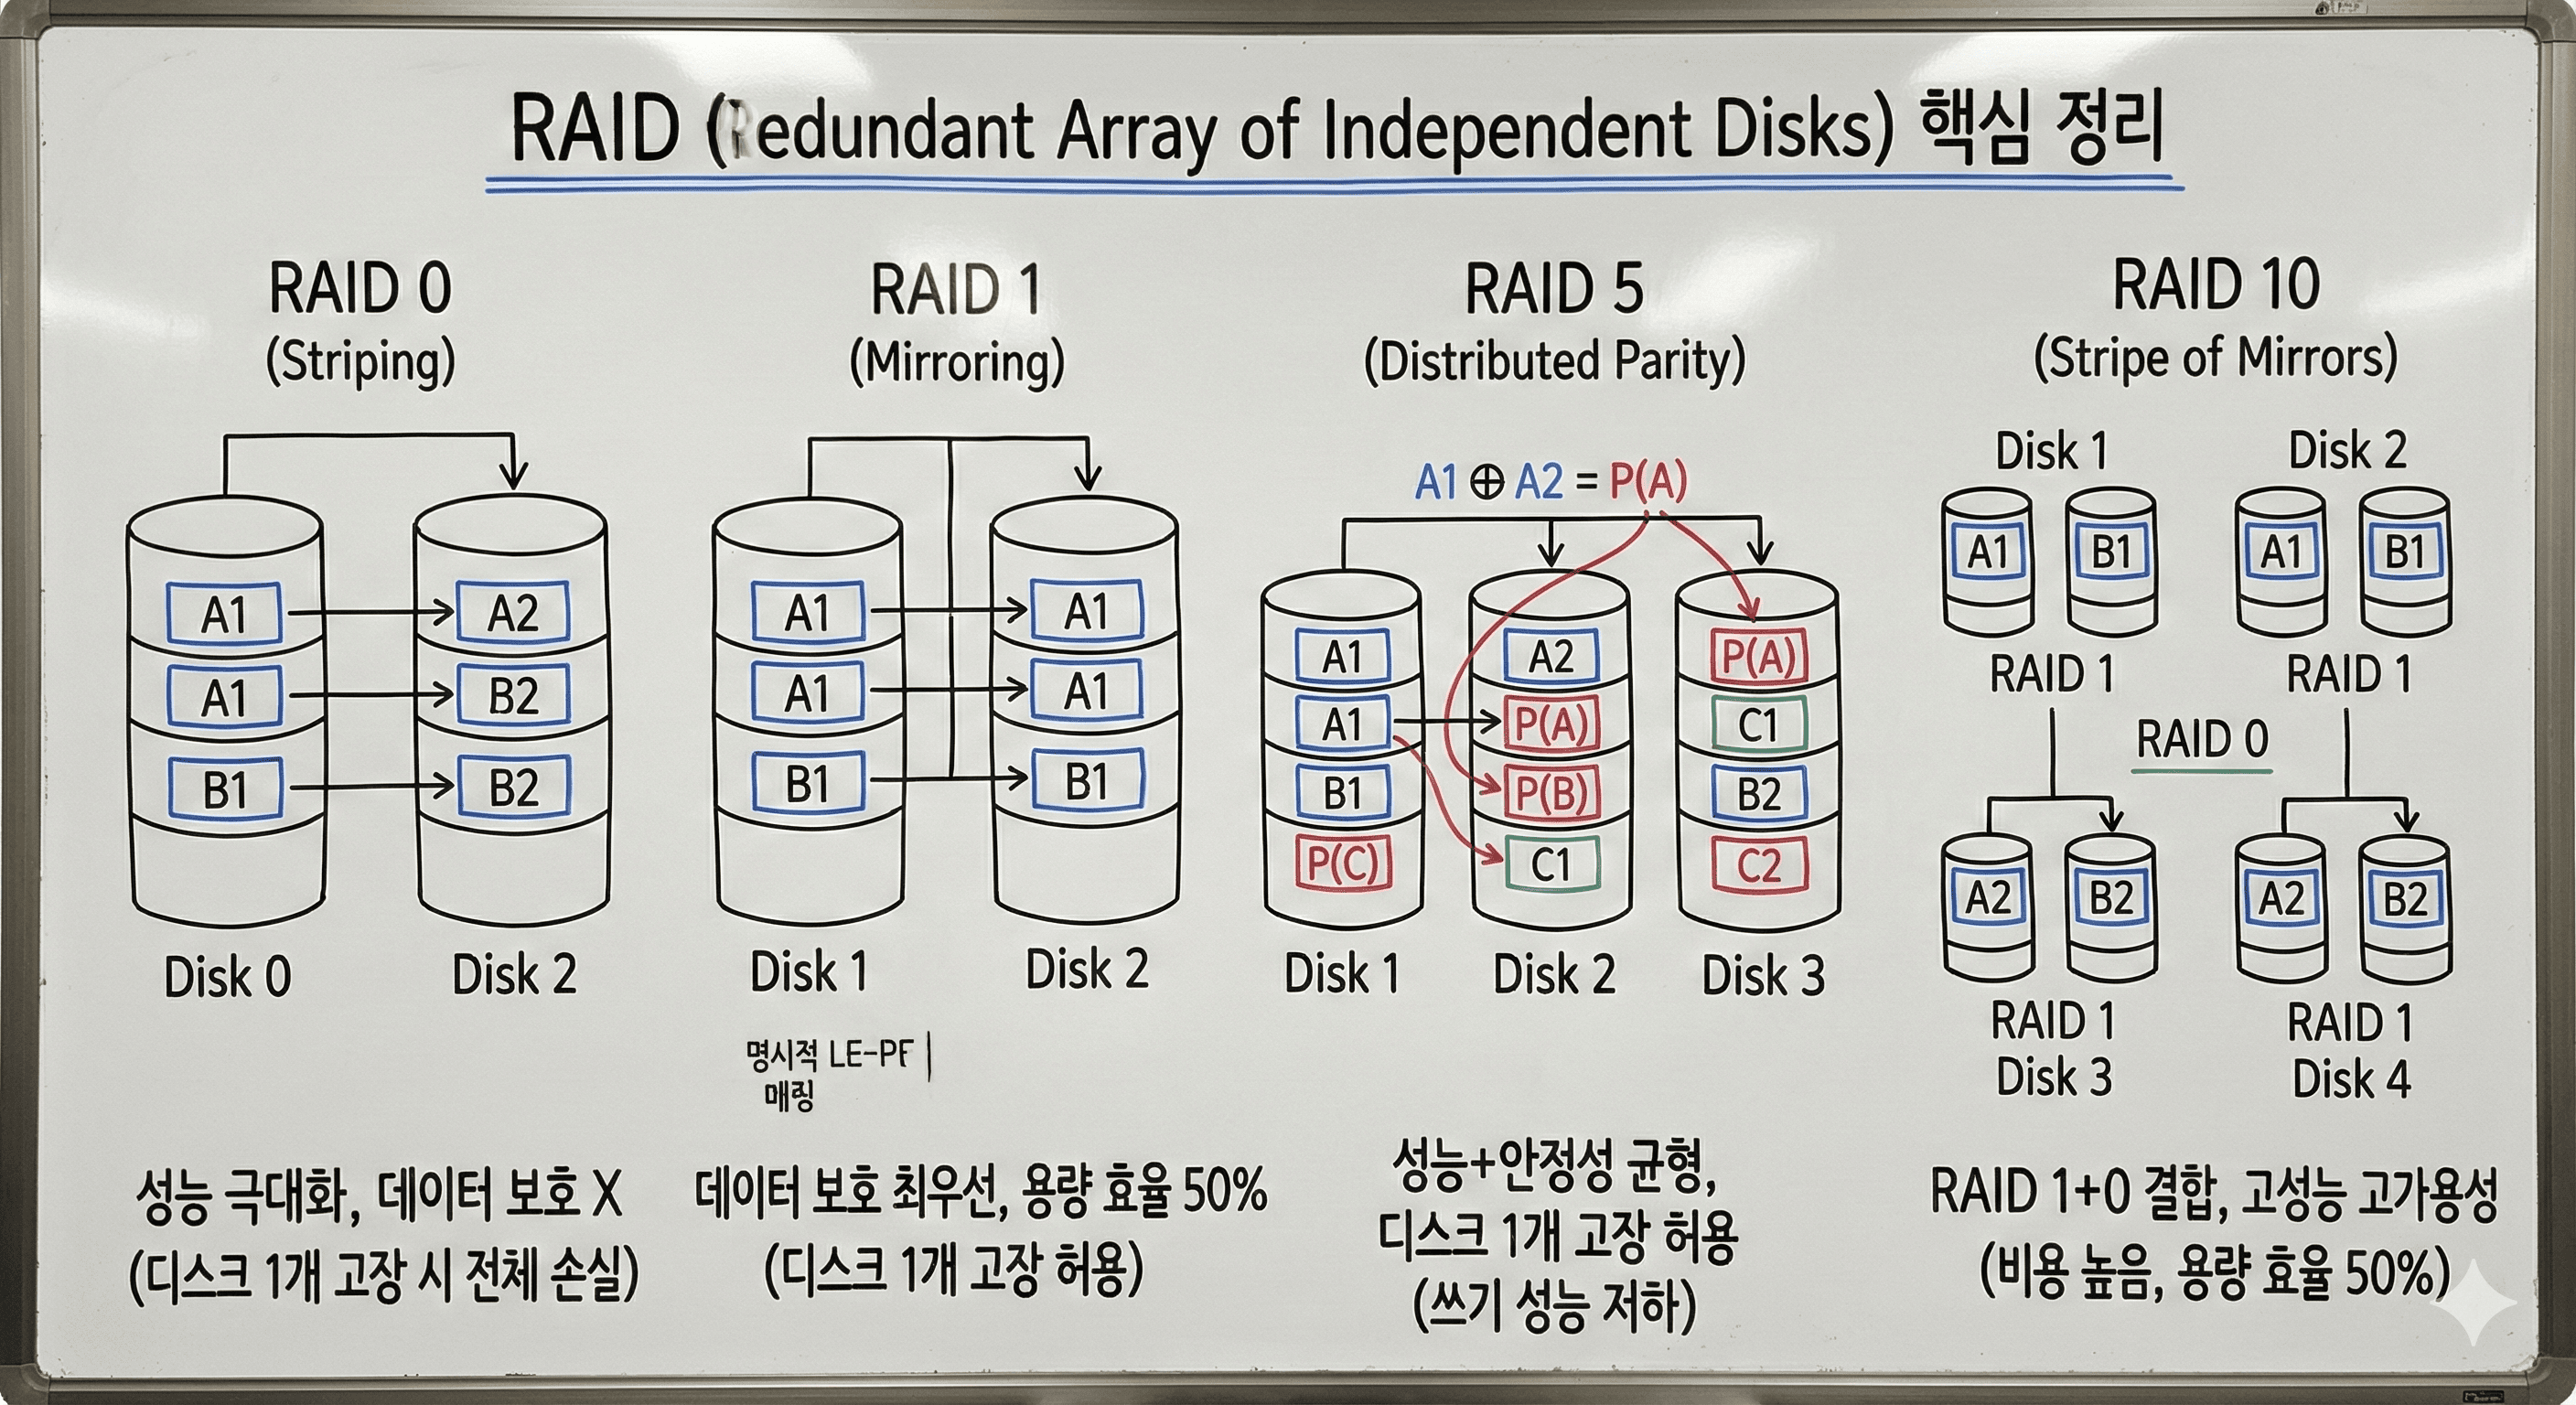 RAID (Redundant Array of Independent Disks) 핵심 정리
RAID 0
(Striping)
A1
A2
A1
B2
B1
B2
Disk 0
Disk 2
성능 극대화, 데이터 보호 X
(디스크 1개 고장 시 전체 손실)
RAID 1
(Mirroring)
A1
A1
A1
A1
B1
B1
Disk 1
Disk 2
명시적 LE-PF
데이터 보호 최우선, 용량 효율 50%
(디스크 1개 고장 허용)
RAID 5
(Distributed Parity)
A1 ⊕ A2 = P(A)
A1
A2
P(A)
A1
P(A)
C1
B1
P(B)
B2
P(C)
C1
C2
Disk 1
Disk 2
Disk 3
성능+안정성 균형,
디스크 1개 고장 허용
(쓰기 성능 저하)
RAID 10
(Stripe of Mirrors)
Disk 1
Disk 2
A1
B1
A1
B1
RAID 1
RAID 1
RAID 0
A2
B2
A2
B2
RAID 1
RAID 1
Disk 3
Disk 4
RAID 1+0 결합, 고성능 고가용성
(비용 높음, 용량 효율 50%)